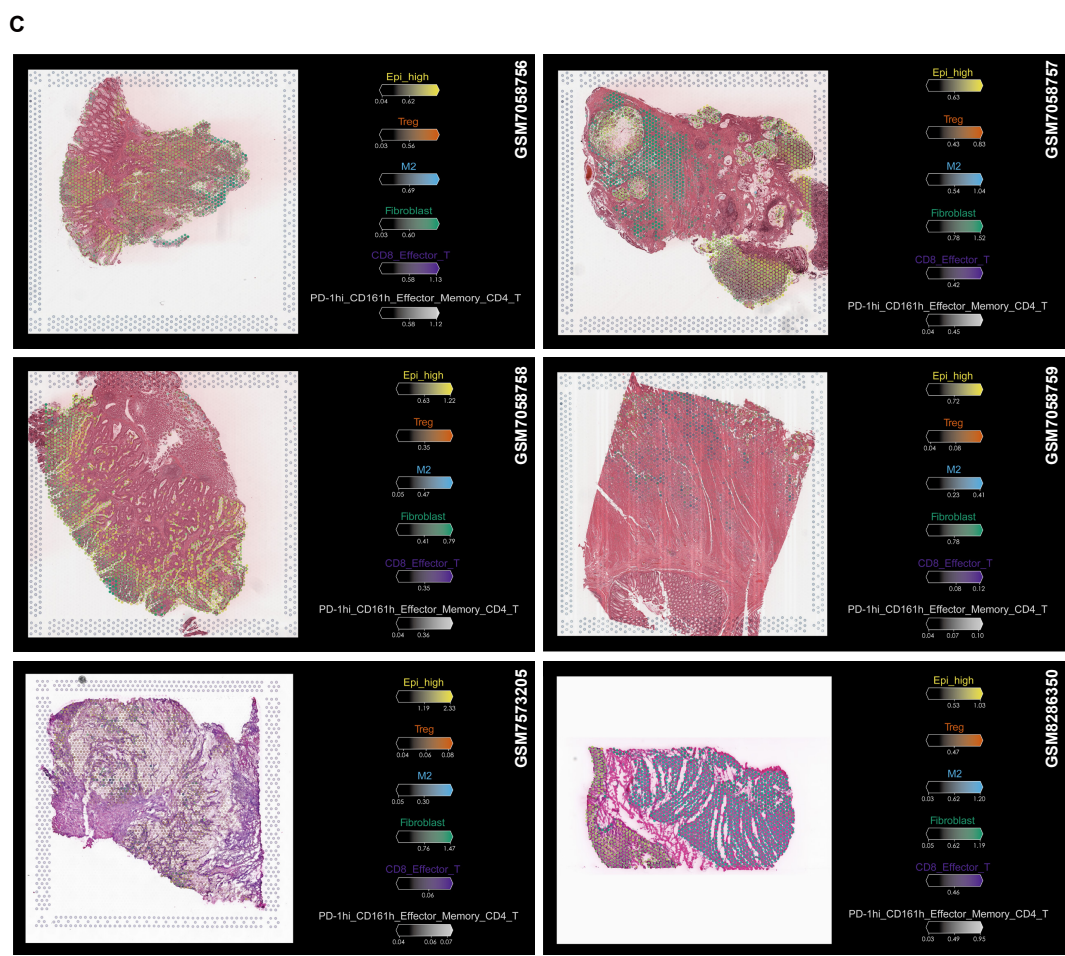 C
GSM7058756
Epi_high
0.04 0.62
Treg
0.03 0.56
M2
0.69
Fibroblast
0.03 0.60
CD8_Effector_T
0.58 1.13
PD-1hi_CD161h_Effector_Memory_CD4_T
0.58 1.12
GSM7058757
Epi_high
0.63
Treg
0.43 0.83
M2
0.54 1.04
Fibroblast
0.78 1.52
CD8_Effector_T
0.42
PD-1hi_CD161h_Effector_Memory_CD4_T
0.04 0.45
GSM7058758
Epi_high
0.63 1.22
Treg
0.35
M2
0.05 0.47
Fibroblast
0.41 0.79
CD8_Effector_T
0.35
PD-1hi_CD161h_Effector_Memory_CD4_T
0.04 0.36
GSM7058759
Epi_high
0.72
Treg
0.04 0.08
M2
0.23 0.41
Fibroblast
0.78
CD8_Effector_T
0.08 0.12
PD-1hi_CD161h_Effector_Memory_CD4_T
0.04 0.07 0.10
GSM7573205
Epi_high
1.19 2.33
Treg
0.04 0.06 0.08
M2
0.05 0.30
Fibroblast
0.76 1.47
CD8_Effector_T
0.06
PD-1hi_CD161h_Effector_Memory_CD4_T
0.04 0.06 0.07
GSM8286350
Epi_high
0.53 1.03
Treg
0.47
M2
0.03 0.62 1.20
Fibroblast
0.05 0.62 1.19
CD8_Effector_T
0.46
PD-1hi_CD161h_Effector_Memory_CD4_T
0.03 0.49 0.95